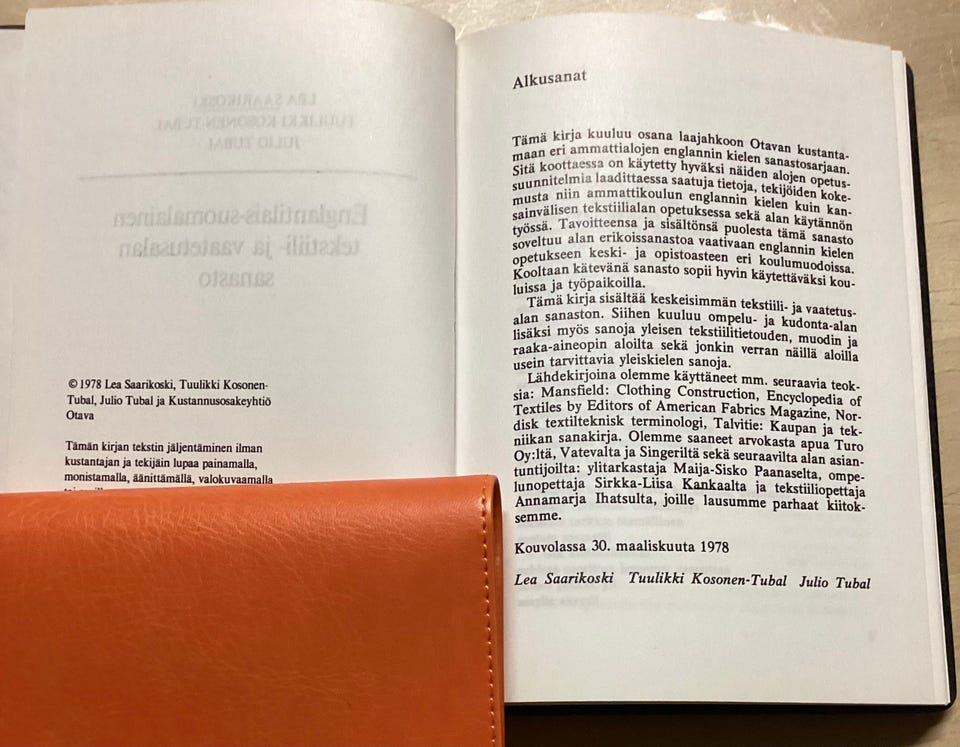 © 1978 Lea Saarikoski, Tuulikki Kosonen-
Tubal, Julio Tubal ja Kustannusosakeyhtiö
Otava
Tämän kirjan tekstin jäljentäminen ilman
kustantajan ja tekijäin lupaa painamalla,
monistamalla, äänittämällä, valokuvaamalla
Alkusanat
Tämä kirja kuuluu osana laajahkoon Otavan kustanta-
maan eri ammattialojen englannin kielen sanastosarjaan.
Sitä koottaessa on käytetty hyväksi näiden alojen opetus-
suunnitelmia laadittaessa saatuja tietoja, tekijöiden koke-
musta niin ammattikoulun englannin kielen kuin kan-
sainvälisen tekstiilialan opetuksessa sekä alan käytännön
työssä. Tavoitteensa ja sisältönsä puolesta tämä sanasto
soveltuu alan erikoissanastoa vaativaan englannin kielen
opetukseen keski- ja opistoasteen eri koulumuodoissa.
Kooltaan kätevänä sanasto sopii hyvin käytettäväksi kou-
luissa ja työpaikoilla.
Tämä kirja sisältää keskeisimmän tekstiili- ja vaatetus-
alan sanaston. Siihen kuuluu ompelu- ja kudonta-alan
lisäksi myös sanoja yleisen tekstiilitietouden, muodin ja
raaka-aineopin aloilta sekä jonkin verran näillä aloilla
usein tarvittavia yleiskielen sanoja.
Lähdekirjoina olemme käyttäneet mm. seuraavia teok-
sia: Mansfield: Clothing Construction, Encyclopedia of
Textiles by Editors of American Fabrics Magazine, Nor-
disk textilteknisk terminologi, Talvitie: Kaupan ja tek-
niikan sanakirja. Olemme saaneet arvokasta apua Turo
Oy:ltä, Vatevalta ja Singeriltä sekä seuraavilta alan asian-
tuntijoilta: ylitarkastaja Maija-Sisko Paanaselta, ompe-
lunopettaja Sirkka-Liisa Kankaalta ja tekstiiliopettaja
Annamarja Ihatsulta, joille lausumme parhaat kiitok-
semme.
Kouvolassa 30. maaliskuuta 1978
Lea Saarikoski Tuulikki Kosonen-Tubal Julio Tubal